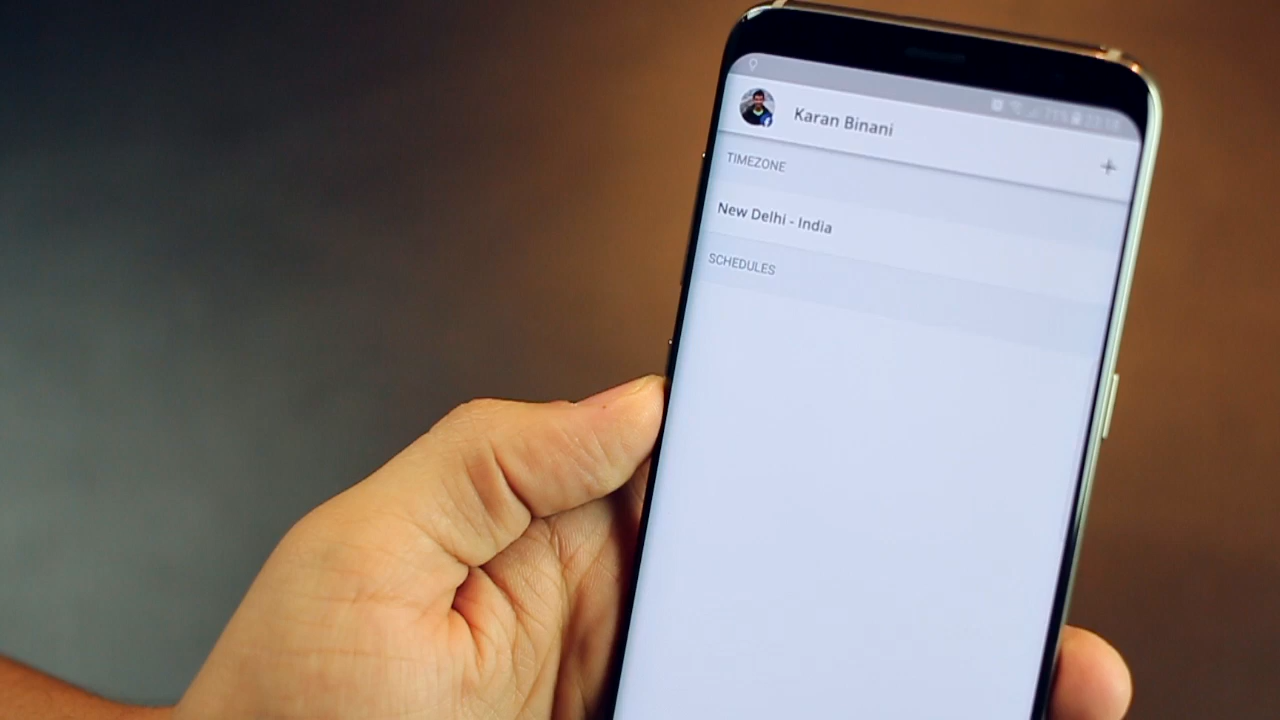 Karan Binani
+
TIMEZONE
New Delhi - India
SCHEDULES